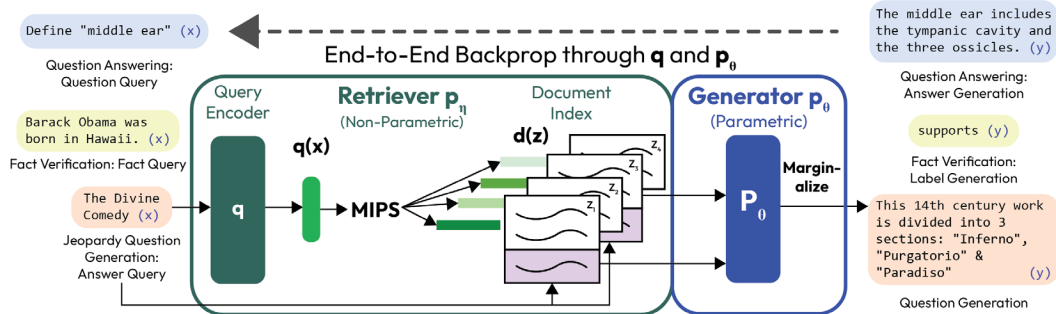 Define "middle ear" (x)
Question Answering:
Question Query
Barack Obama was
born in Hawaii. (x)
Fact Verification: Fact Query
The Divine
Comedy (x)
Jeopardy Question
Generation:
Answer Query
End-to-End Backprop through q and pθ
Query
Encoder
Retriever pη
(Non-Parametric)
Document
Index
q
q(x)
MIPS
d(z)
z4
z3
z2
z1
Generator pθ
(Parametric)
Pθ
Margin-
alize
The middle ear includes
the tympanic cavity and
the three ossicles. (y)
Question Answering:
Answer Generation
supports (y)
Fact Verification:
Label Generation
This 14th century work
is divided into 3
sections: "Inferno",
"Purgatorio" &
"Paradiso" (y)
Question Generation